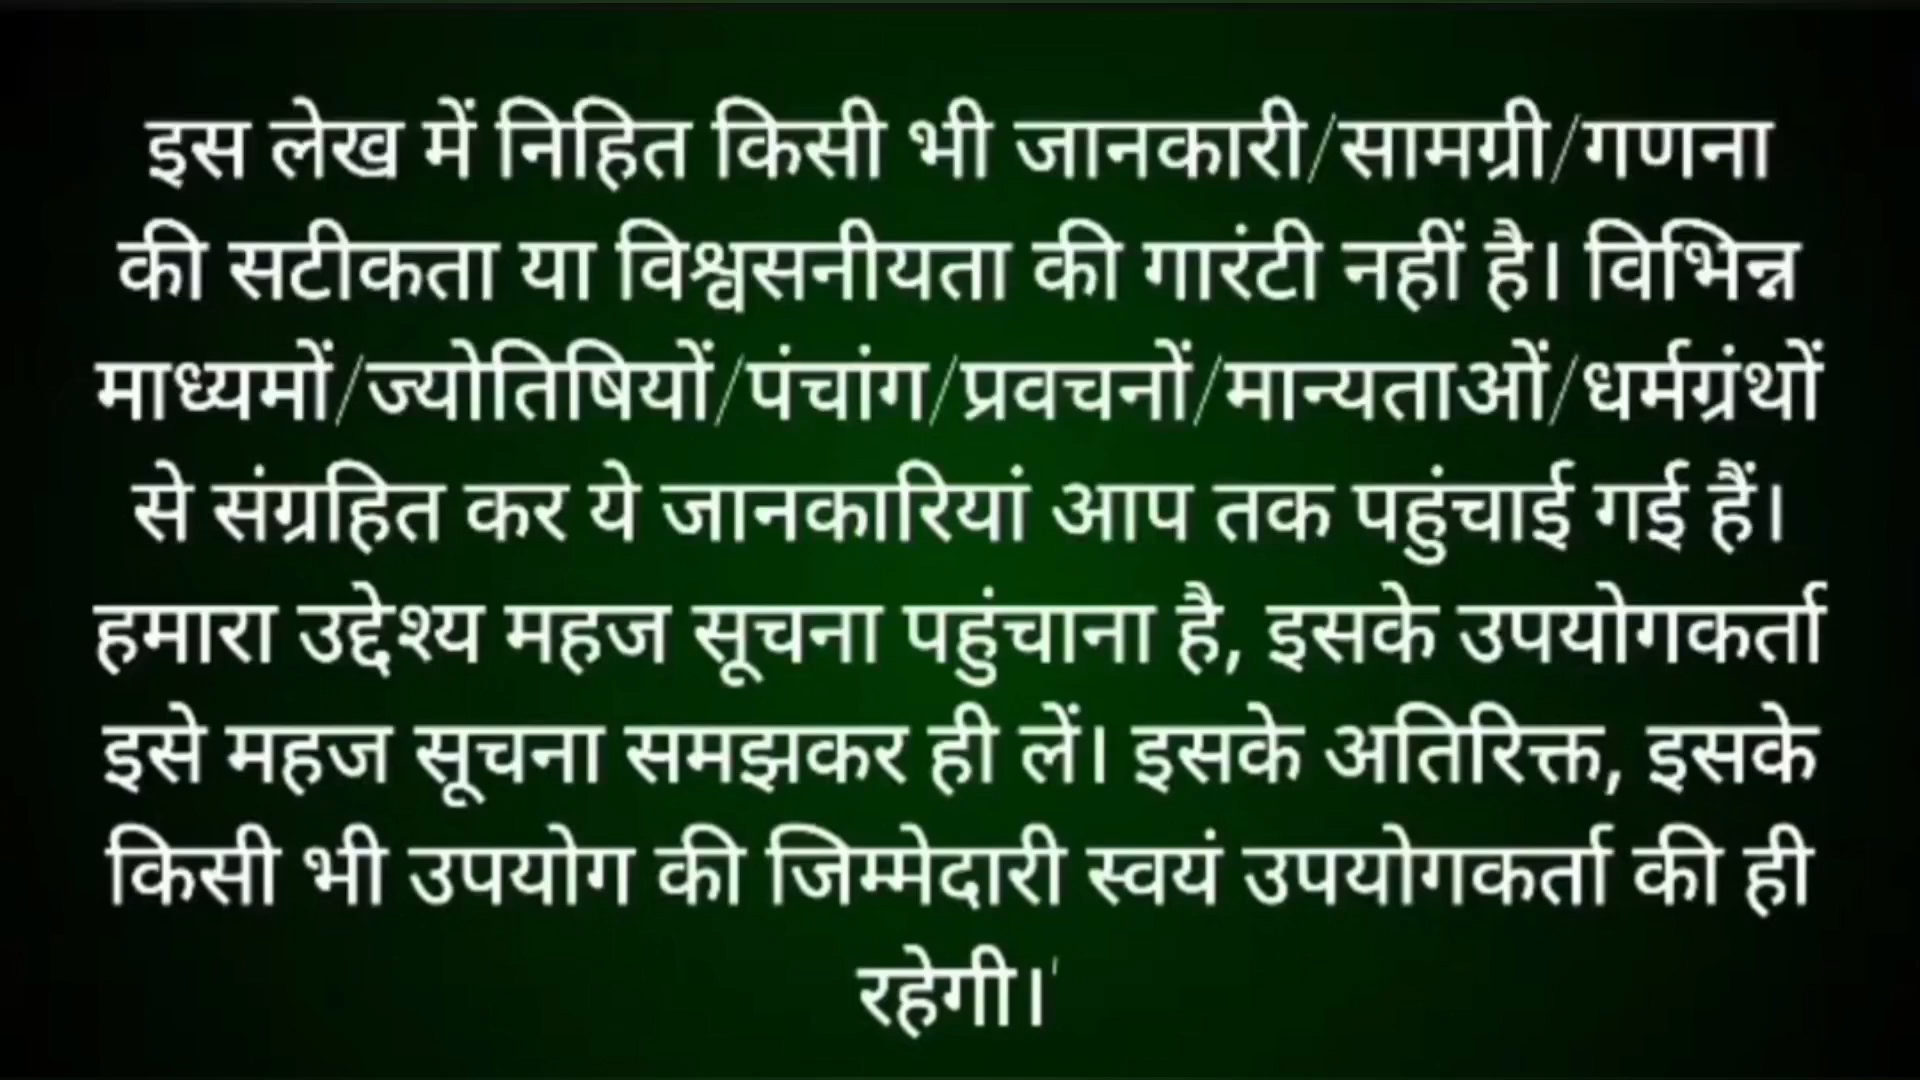 इस लेख में निहित किसी भी जानकारी/सामग्री/गणना
की सटीकता या विश्वसनीयता की गारंटी नहीं है। विभिन्न
माध्यमों/ज्योतिषियों/पंचांग/प्रवचनों/मान्यताओं/धर्मग्रंथों
से संग्रहित कर ये जानकारियां आप तक पहुंचाई गई हैं।
हमारा उद्देश्य महज सूचना पहुंचाना है, इसके उपयोगकर्ता
इसे महज सूचना समझकर ही लें। इसके अतिरिक्त, इसके
किसी भी उपयोग की जिम्मेदारी स्वयं उपयोगकर्ता की ही
रहेगी।'